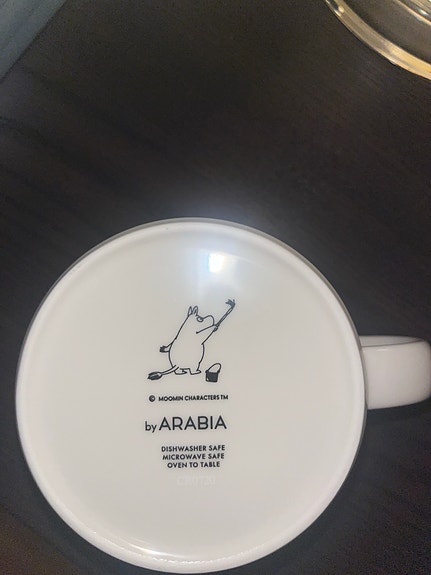 © MOOMIN CHARACTERS TM
by ARABIA
DISHWASHER SAFE
MICROWAVE SAFE
OVEN TO TABLE